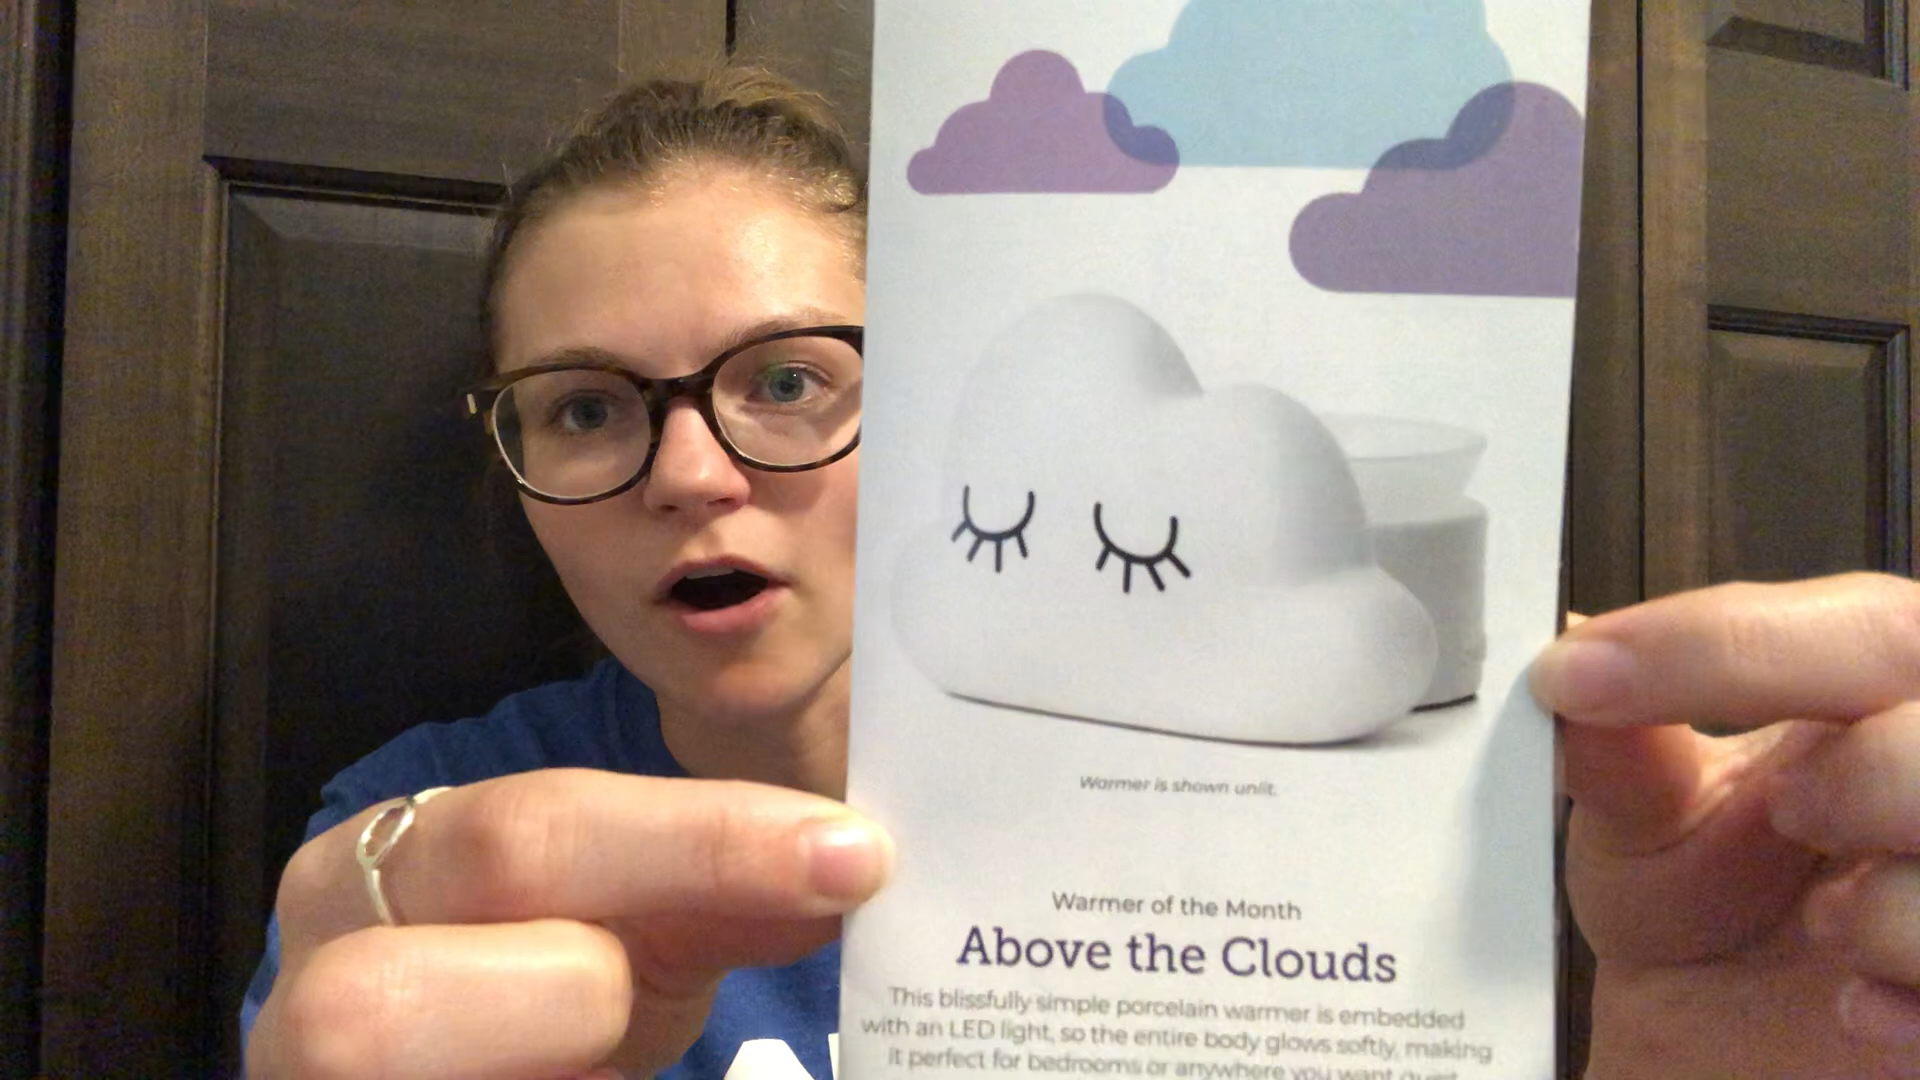 Warmer is shown unlit.
Warmer of the Month
Above the Clouds
This blissfully simple porcelain warmer is embedded
with an LED light, so the entire body glows softly, making
it perfect for bedrooms or anywhere you want quiet